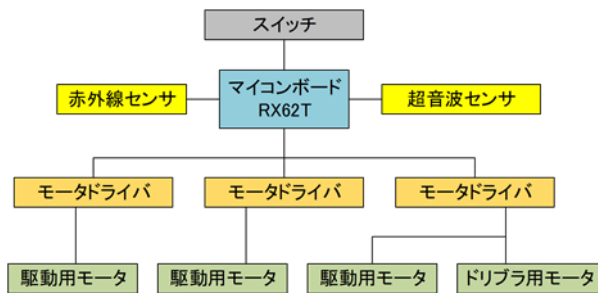 スイッチ
赤外線センサ
マイコンボード
RX62T
超音波センサ
モータドライバ
モータドライバ
モータドライバ
駆動用モータ
駆動用モータ
駆動用モータ
ドリブラ用モータ